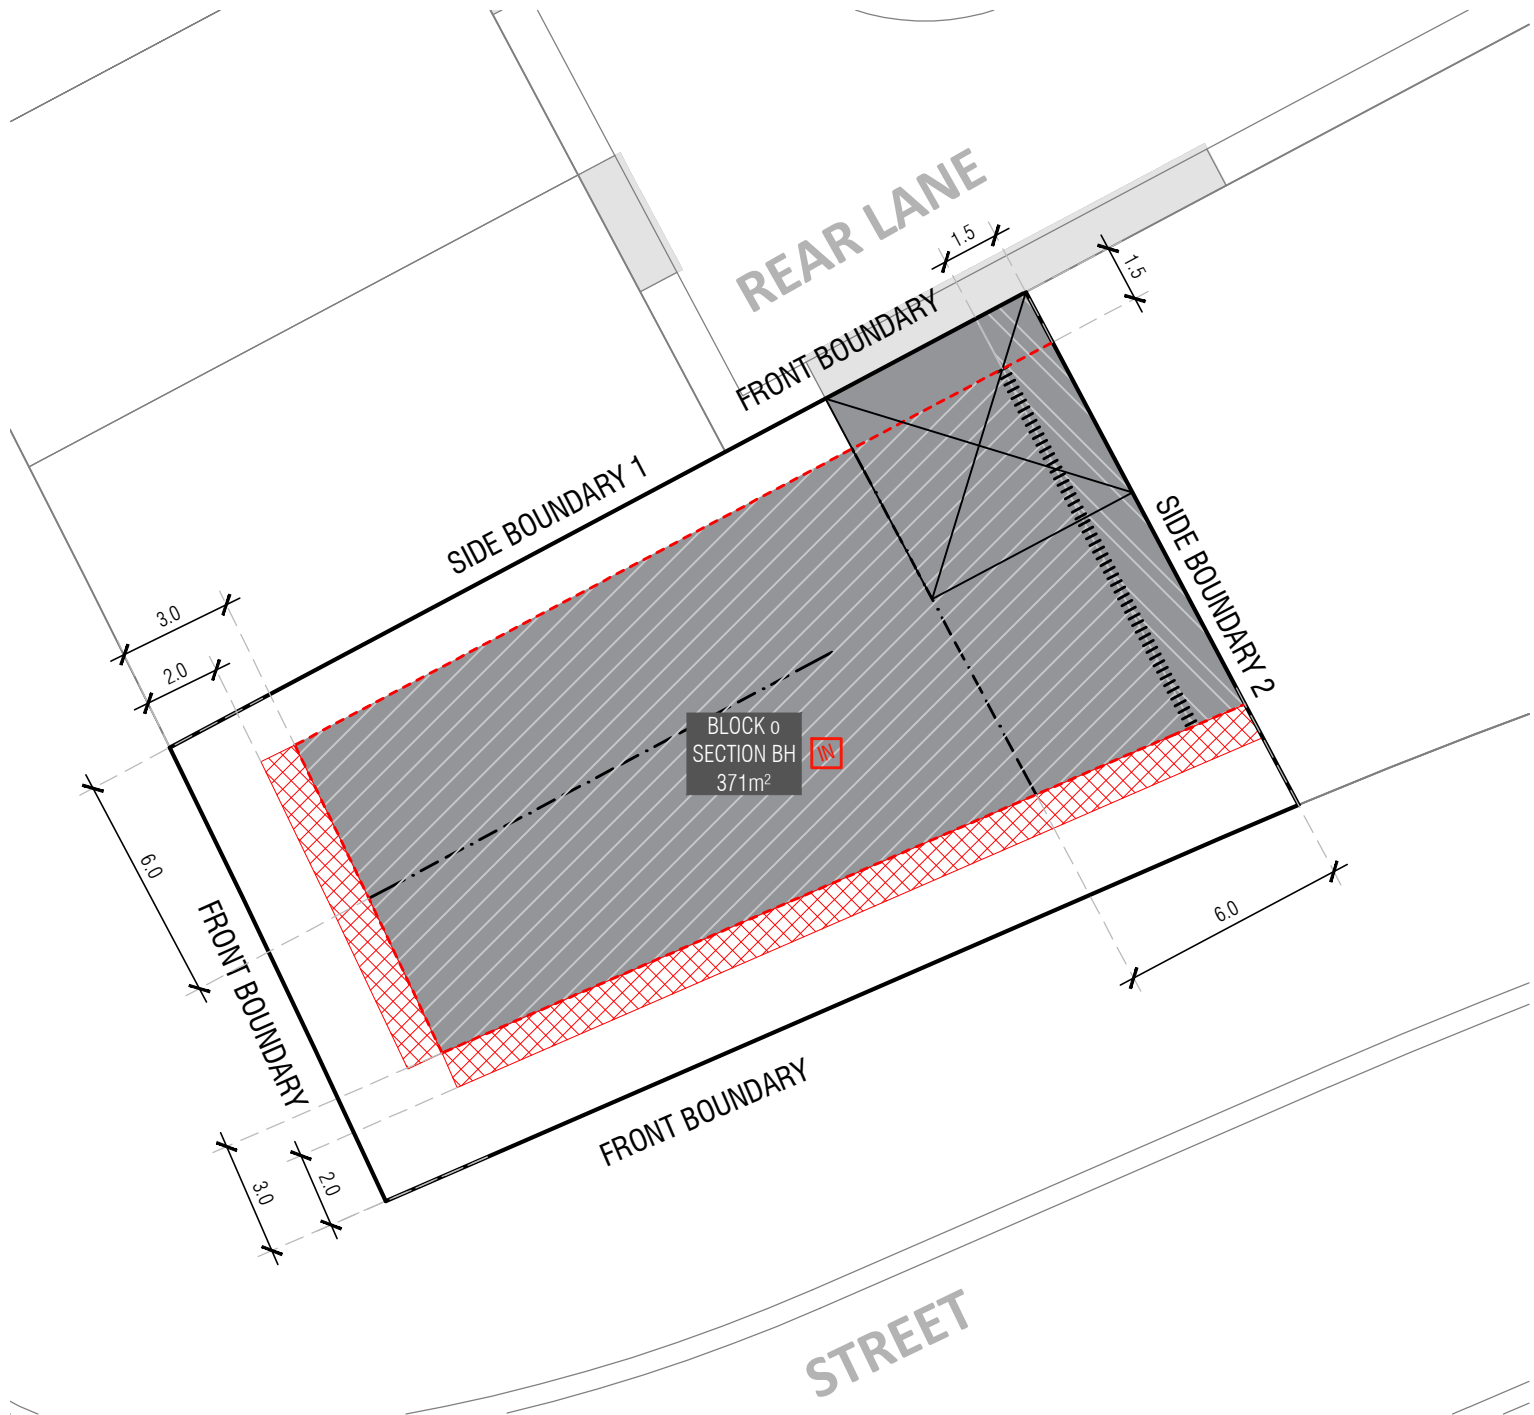 REAR LANE
1.5
1.5
FRONT BOUNDARY
SIDE BOUNDARY 1
SIDE BOUNDARY 2
3.0
2.0
BLOCK o
SECTION BH
371m²
IN
6.0
FRONT BOUNDARY
6.0
FRONT BOUNDARY
3.0
2.0
STREET